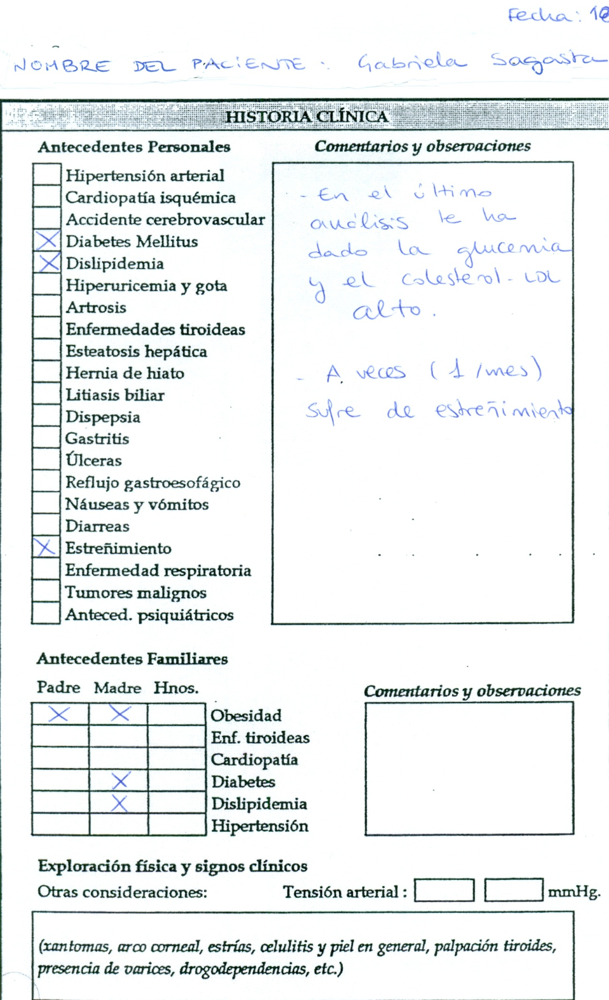 Fecha: 1
NOMBRE DEL PACIENTE: Gabriela Sagasta
HISTORIA CLÍNICA
Antecedentes Personales
Comentarios y observaciones
Hipertensión arterial
Cardiopatía isquémica
Accidente cerebrovascular
X Diabetes Mellitus
X Dislipidemia
Hiperuricemia y gota
Artrosis
Enfermedades tiroideas
Esteatosis hepática
Hernia de hiato
Litiasis biliar
Dispepsia
Gastritis
Úlceras
Reflujo gastroesofágico
Náuseas y vómitos
Diarreas
X Estreñimiento
Enfermedad respiratoria
Tumores malignos
Anteced. psiquiátricos
- En el último
análisis le ha
dado la glucemia
y el colesterol-LDL
alto.
- A veces (1/mes)
sufre de estreñimiento
Antecedentes Familiares
Padre Madre Hnos.
Comentarios y observaciones
X X Obesidad
Enf. tiroideas
Cardiopatía
X Diabetes
X Dislipidemia
Hipertensión
Exploración física y signos clínicos
Otras consideraciones: Tensión arterial : mmHg.
(xantomas, arco corneal, estrías, celulitis y piel en general, palpación tiroides,
presencia de varices, drogodependencias, etc.)